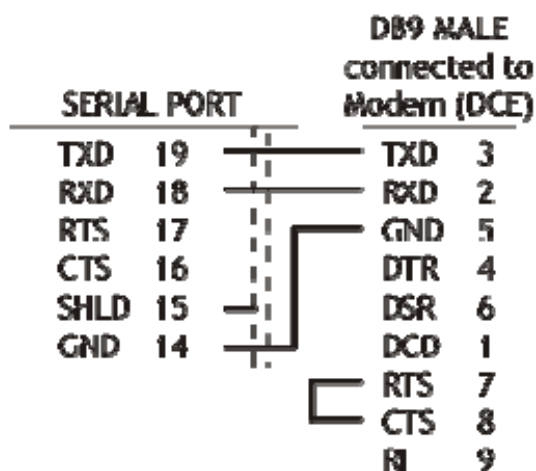 DB9 MALE
connected to
SERIAL PORT Modem (DCE)
TXD 19 TXD 3
RXD 18 RXD 2
RTS 17 GND 5
CTS 16 DTR 4
SHLD 15 DSR 6
GND 14 DCD 1
RTS 7
CTS 8
RI 9